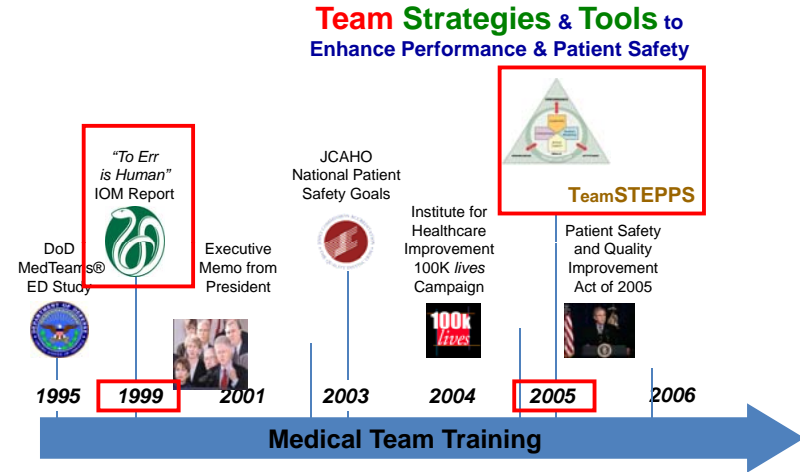 Team Strategies & Tools to
Enhance Performance & Patient Safety
"To Err
is Human"
IOM Report
JCAHO
National Patient
Safety Goals
TeamSTEPPS
DoD
MedTeams®
ED Study
Executive
Memo from
President
Institute for
Healthcare
Improvement
100K lives
Campaign
Patient Safety
and Quality
Improvement
Act of 2005
100k
lives
1995
1999
2001
2003
2004
2005
2006
Medical Team Training